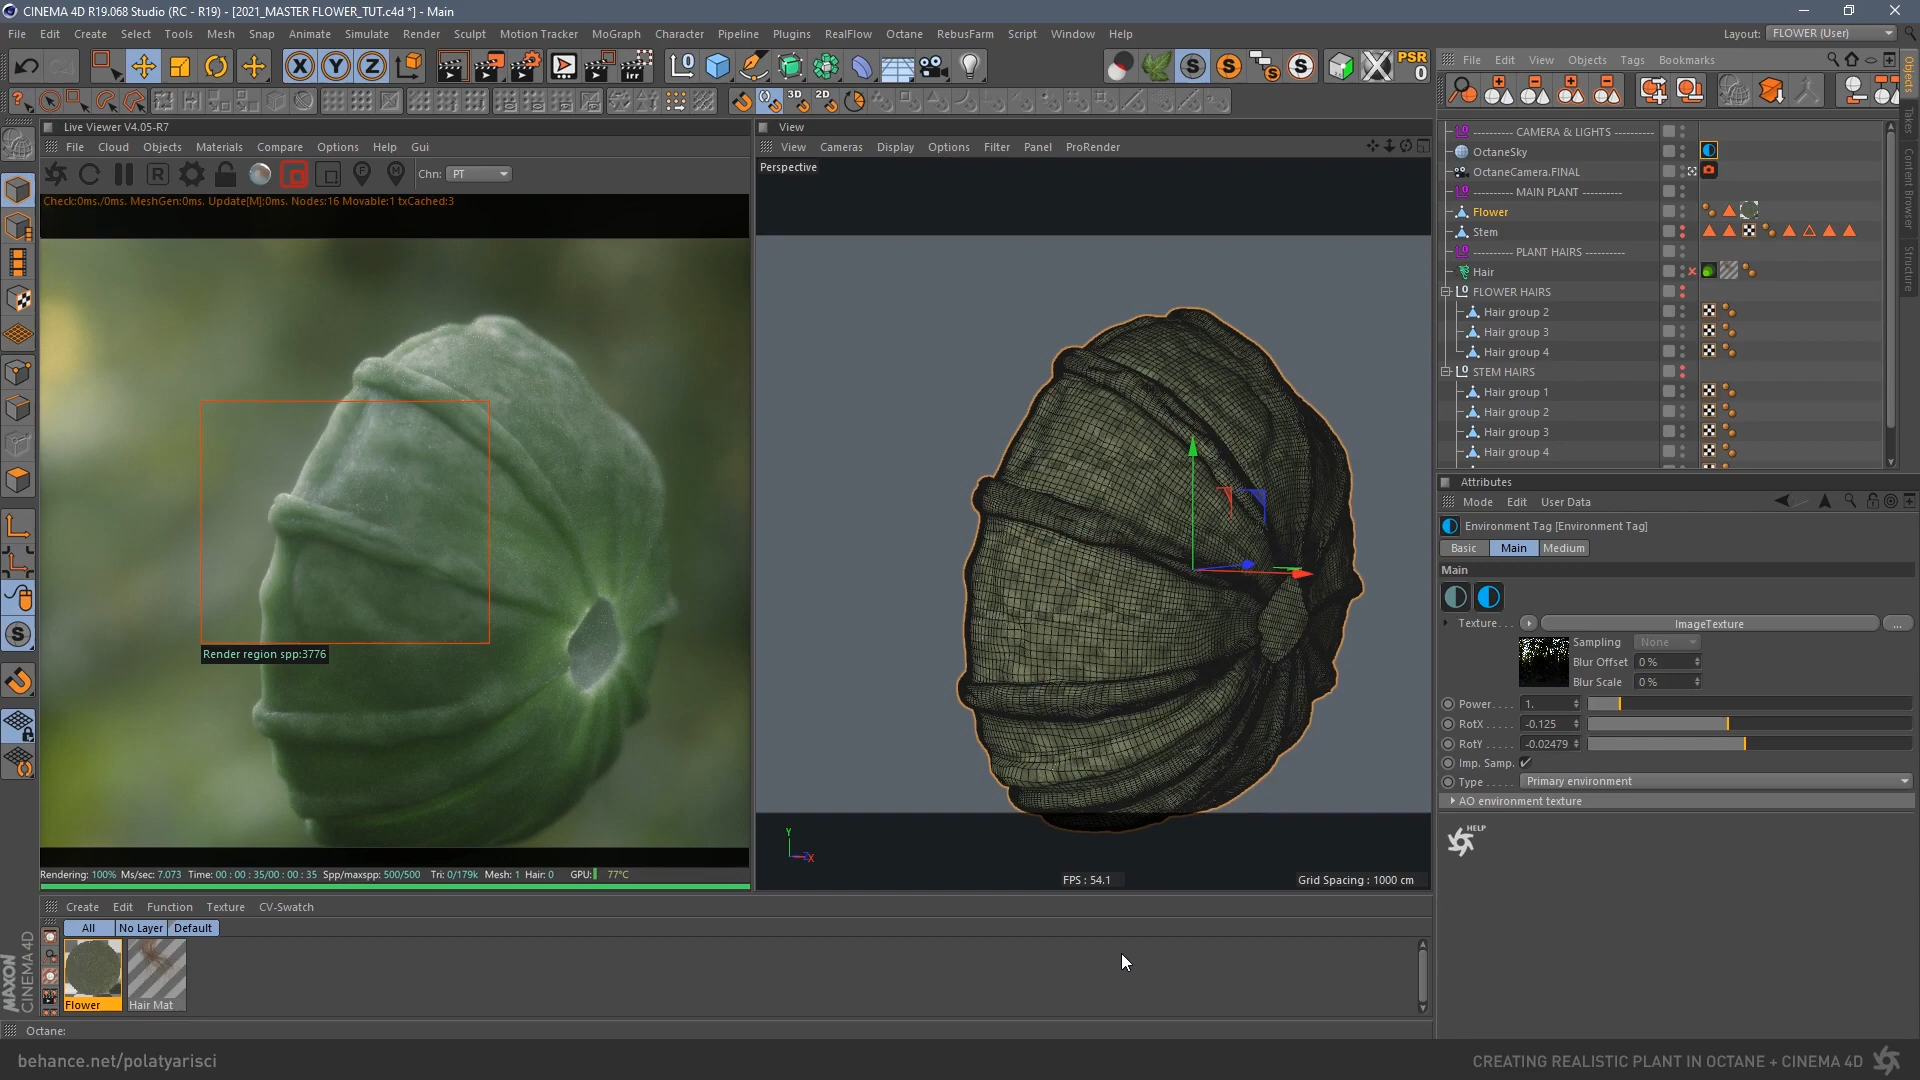 CINEMA 4D R19.068 Studio (RC - R19) - [2021_MASTER FLOWER_TUT.c4d *] - Main
File Edit Create Select Tools Mesh Snap Animate Simulate Render Sculpt Motion Tracker MoGraph Character Pipeline Plugins RealFlow Octane RebusFarm Script Window Help
Layout: FLOWER (User)
PSR
0
File Edit View Objects Tags Bookmarks
Objects
Takes
Content Browser
Structure
3D 2D
Live Viewer V4.05-R7
File Cloud Objects Materials Compare Options Help Gui
Chn: PT
Check:0ms./0ms. MeshGen:0ms. Update[M]:0ms. Nodes:16 Movable:1 txCached:3
Render region spp:3776
Rendering: 100% Ms/sec: 7.073 Time: 00 : 00 : 35/00 : 00 : 35 Spp/maxspp: 500/500 Tri: 0/179k Mesh: 1 Hair: 0 GPU: 77°C
View
View Cameras Display Options Filter Panel ProRender
Perspective
Y
X
FPS : 54.1
Grid Spacing : 1000 cm
---------- CAMERA & LIGHTS ----------
OctaneSky
OctaneCamera.FINAL
---------- MAIN PLANT ----------
Flower
Stem
---------- PLANT HAIRS ----------
Hair
FLOWER HAIRS
Hair group 2
Hair group 3
Hair group 4
STEM HAIRS
Hair group 1
Hair group 2
Hair group 3
Hair group 4
Attributes
Mode Edit User Data
Environment Tag [Environment Tag]
Basic Main Medium
Main
Texture. . . ImageTexture ...
Sampling None
Blur Offset 0 %
Blur Scale 0 %
Power. . . . 1.
RotX . . . . . -0.125
RotY . . . . . -0.02479
Imp. Samp.
Type . . . . . Primary environment
AO environment texture
HELP
Create Edit Function Texture CV-Swatch
All No Layer Default
Flower
Hair Mat
MAXON
CINEMA 4D
Octane:
behance.net/polatyarisci
CREATING REALISTIC PLANT IN OCTANE + CINEMA 4D